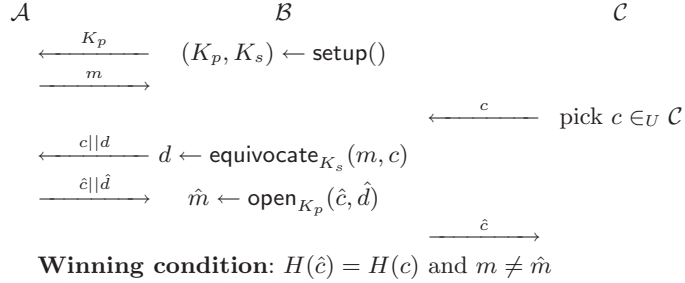 𝒜 ℬ 𝒞
K_p (K_p, K_s) ← setup()
m
c pick c ∈_U 𝒞
c||d d ← equivocate_{K_s}(m, c)
ĉ||d̂ m̂ ← open_{K_p}(ĉ, d̂)
ĉ
Winning condition: H(ĉ) = H(c) and m ≠ m̂